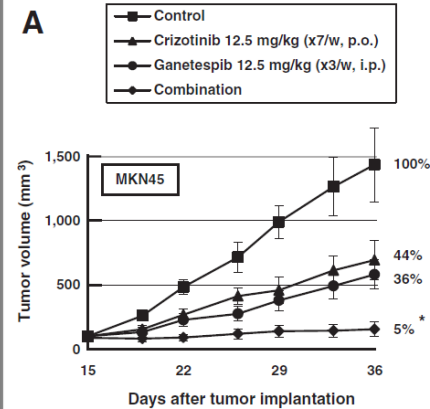 A
Control
Crizotinib 12.5 mg/kg (x7/w, p.o.)
Ganetespib 12.5 mg/kg (x3/w, i.p.)
Combination
Tumor volume (mm³)
1,500
1,000
500
0
MKN45
100%
44%
36%
5% *
15 22 29 36
Days after tumor implantation